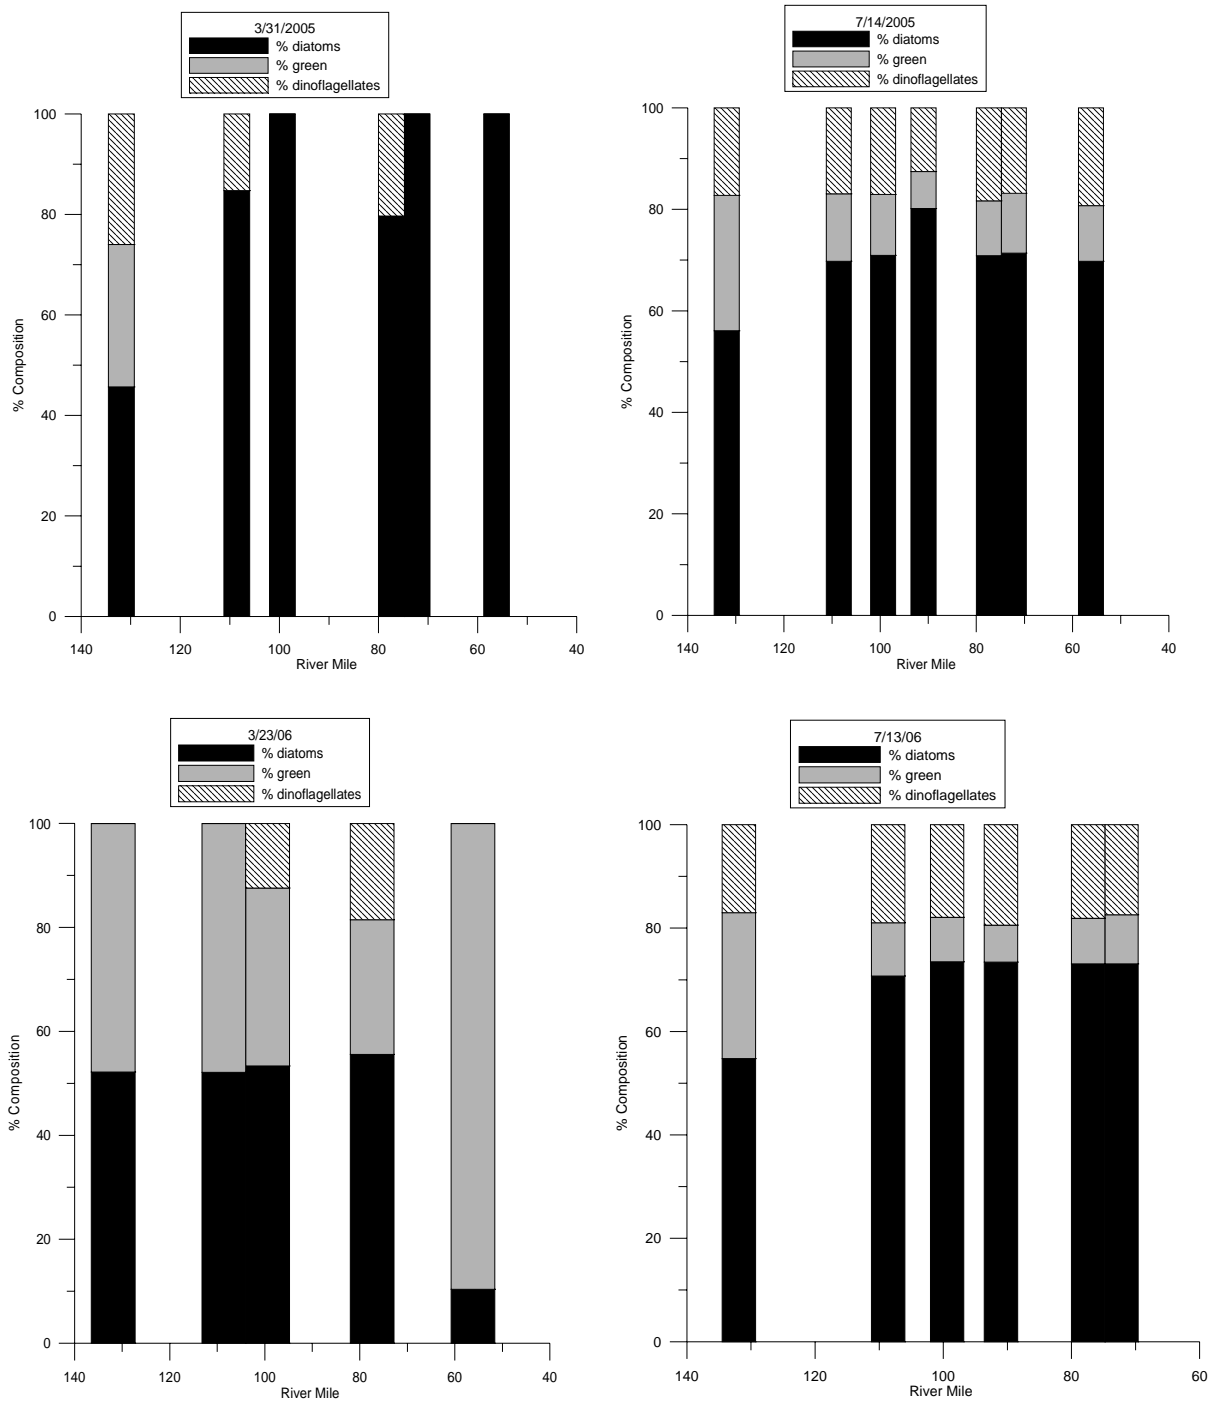 3/31/2005
% diatoms
% green
% dinoflagellates
100
80
60
40
20
0
% Composition
140 120 100 80 60 40
River Mile
7/14/2005
% diatoms
% green
% dinoflagellates
100
80
60
40
20
0
% Composition
140 120 100 80 60 40
River Mile
3/23/06
% diatoms
% green
% dinoflagellates
100
80
60
40
20
0
% Composition
140 120 100 80 60 40
River Mile
7/13/06
% diatoms
% green
% dinoflagellates
100
80
60
40
20
0
% Composition
140 120 100 80 60
River Mile